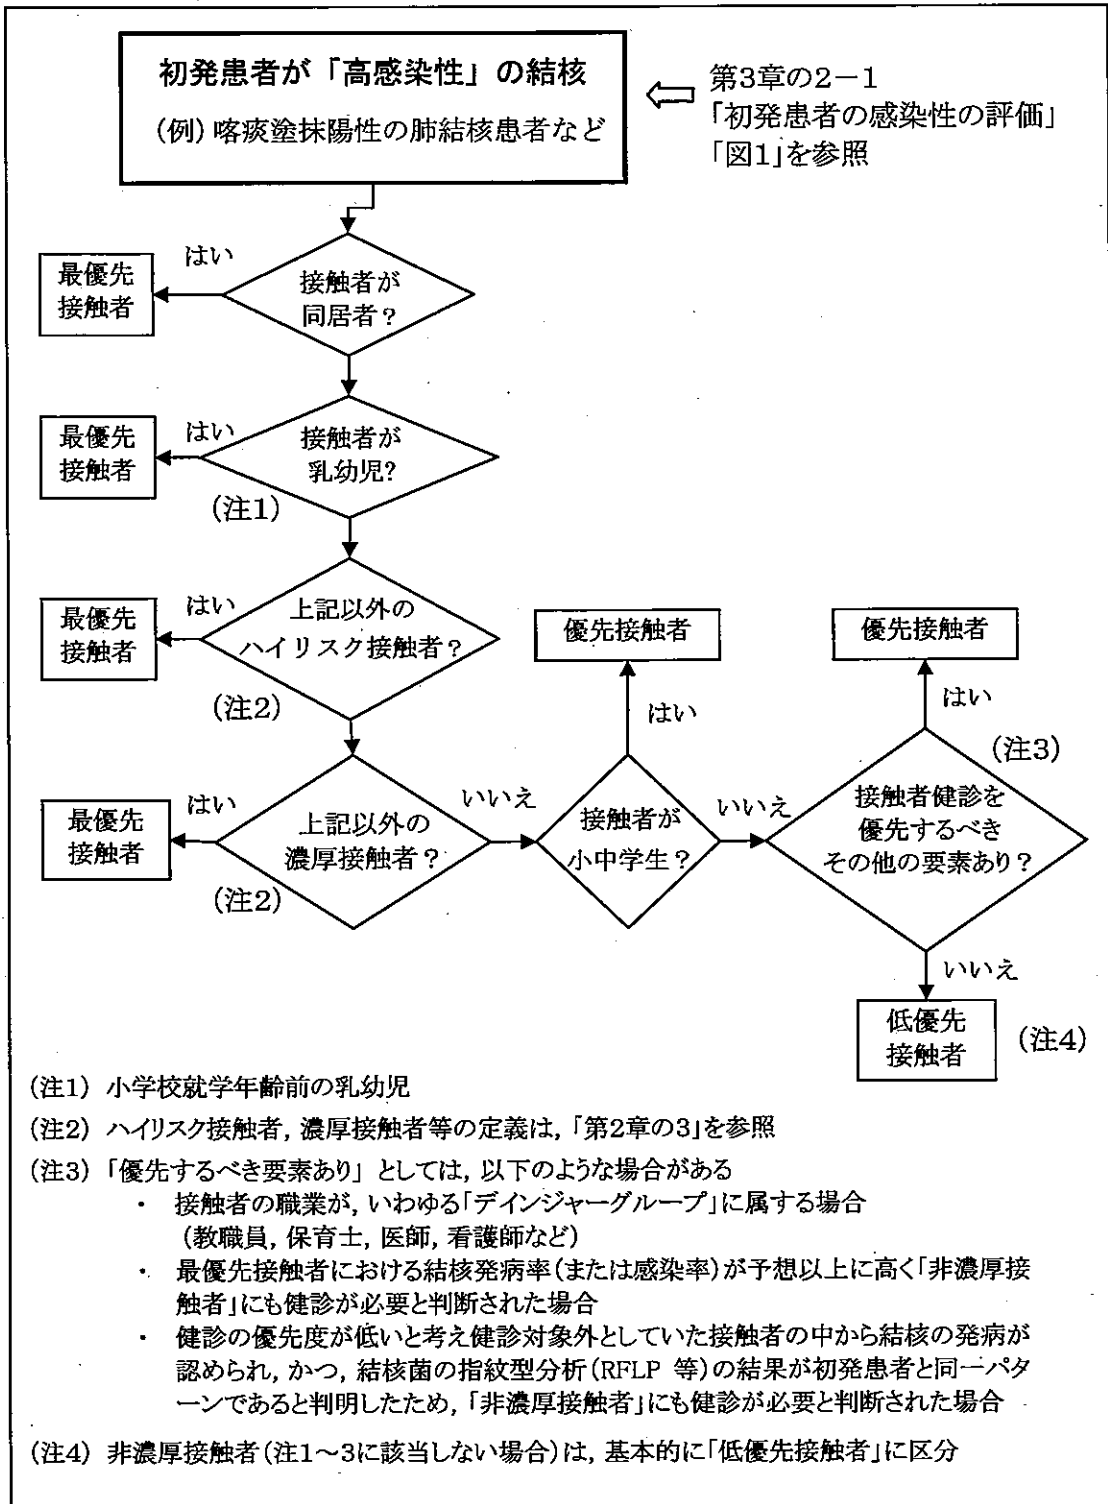 初発患者が「高感染性」の結核
(例) 喀痰塗抹陽性の肺結核患者など
第3章の2－1
「初発患者の感染性の評価」
「図1」を参照
はい
最優先
接触者
接触者が
同居者？
はい
最優先
接触者
接触者が
乳幼児?
(注1)
はい
最優先
接触者
上記以外の
ハイリスク接触者？
(注2)
優先接触者
はい
優先接触者
はい
(注3)
はい
最優先
接触者
上記以外の
濃厚接触者？
(注2)
いいえ
接触者が
小中学生？
いいえ
接触者健診を
優先するべき
その他の要素あり？
いいえ
低優先
接触者
(注4)
(注1) 小学校就学年齢前の乳幼児
(注2) ハイリスク接触者, 濃厚接触者等の定義は, 「第2章の3」を参照
(注3) 「優先するべき要素あり」 としては, 以下のような場合がある
・ 接触者の職業が, いわゆる「デインジャーグループ」に属する場合
(教職員, 保育士, 医師, 看護師など)
・ 最優先接触者における結核発病率(または感染率)が予想以上に高く「非濃厚接
触者」にも健診が必要と判断された場合
・ 健診の優先度が低いと考え健診対象外としていた接触者の中から結核の発病が
認められ, かつ, 結核菌の指紋型分析(RFLP 等)の結果が初発患者と同一パタ
ーンであると判明したため, 「非濃厚接触者」にも健診が必要と判断された場合
(注4) 非濃厚接触者(注1～3に該当しない場合)は, 基本的に「低優先接触者」に区分